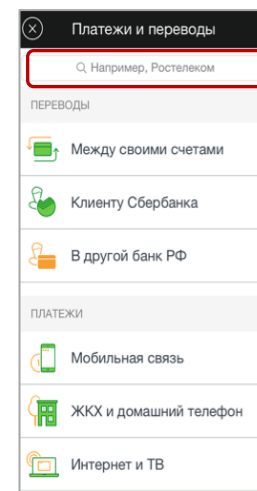 Платежи и переводы
Например, Ростелеком
ПЕРЕВОДЫ
Между своими счетами
Клиенту Сбербанка
В другой банк РФ
ПЛАТЕЖИ
Мобильная связь
ЖКХ и домашний телефон
Интернет и ТВ